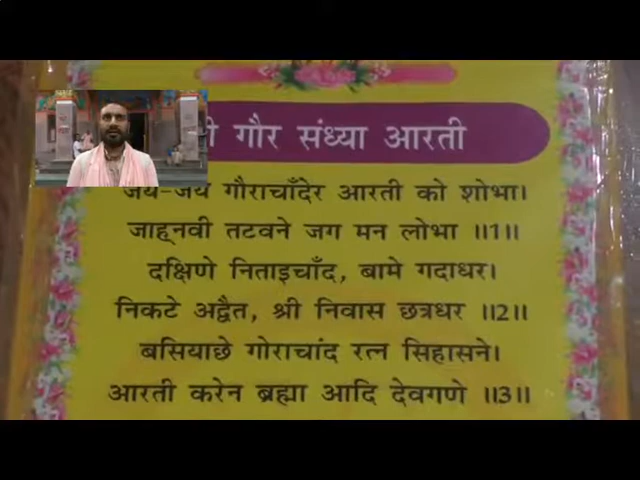 गौर संध्या आरती
जय-जय गौराचाँदेर आरती को शोभा।
जाह्नवी तटवने जग मन लोभा ॥1॥
दक्षिणे निताइचाँद, बामे गदाधर।
निकटे अद्वैत, श्री निवास छत्रधर ॥2॥
बसियाछे गोराचांद रत्न सिहासने।
आरती करेन ब्रह्मा आदि देवगणे ॥3॥